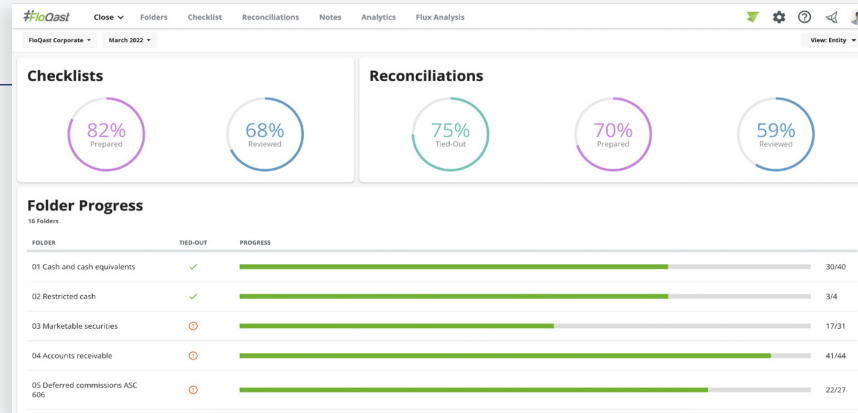 FloQast Close Folders Checklist Reconciliations Notes Analytics Flux Analysis
FloQast Corporate March 2022 View: Entity
Checklists
82%
Prepared
68%
Reviewed
Reconciliations
75%
Tied-Out
70%
Prepared
59%
Reviewed
Folder Progress
16 Folders
FOLDER TIED-OUT PROGRESS
01 Cash and cash equivalents 30/40
02 Restricted cash 3/4
03 Marketable securities 17/31
04 Accounts receivable 41/44
05 Deferred commissions ASC
606 22/27